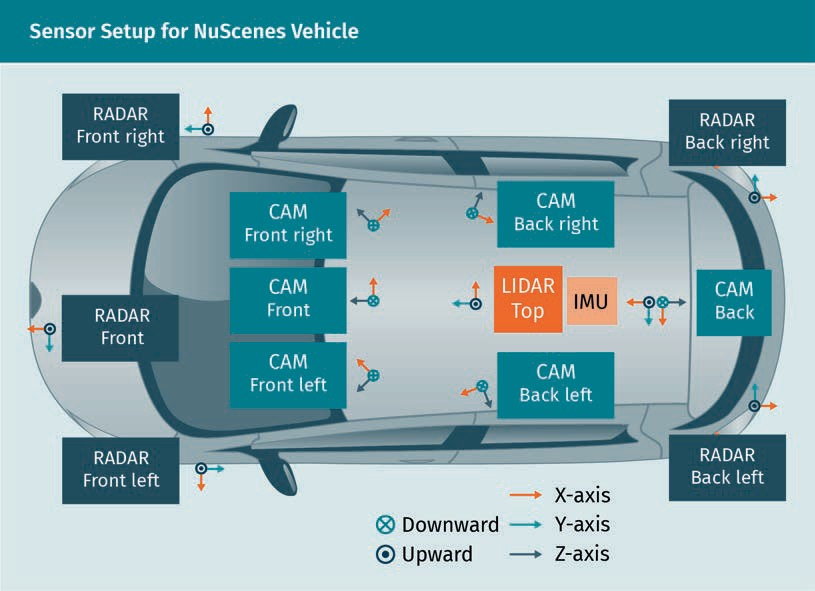 Sensor Setup for NuScenes Vehicle
RADAR
Front right
RADAR
Back right
CAM
Front right
CAM
Back right
CAM
Front
LIDAR
Top
IMU
CAM
Back
RADAR
Front
CAM
Front left
CAM
Back left
RADAR
Front left
RADAR
Back left
X-axis
Downward
Y-axis
Upward
Z-axis